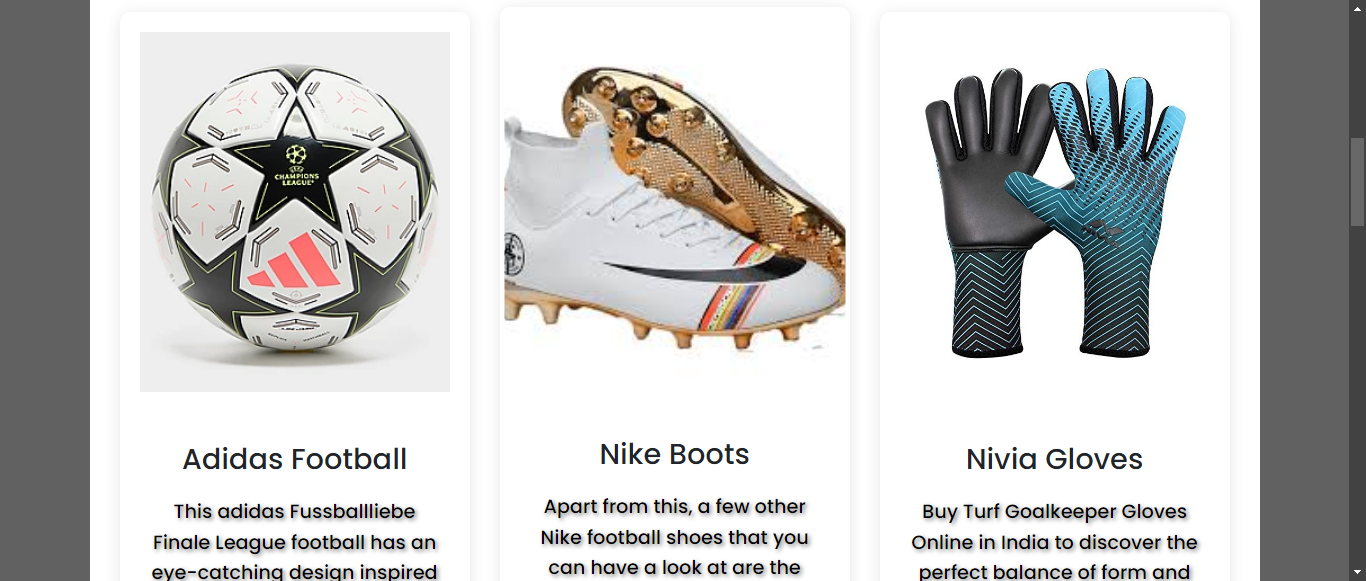 UEFA
CHAMPIONS
LEAGUE
Adidas Football
This adidas Fussballliebe
Finale League football has an
eye-catching design inspired
Nike Boots
Apart from this, a few other
Nike football shoes that you
can have a look at are the
Nivia Gloves
Buy Turf Goalkeeper Gloves
Online in India to discover the
perfect balance of form and